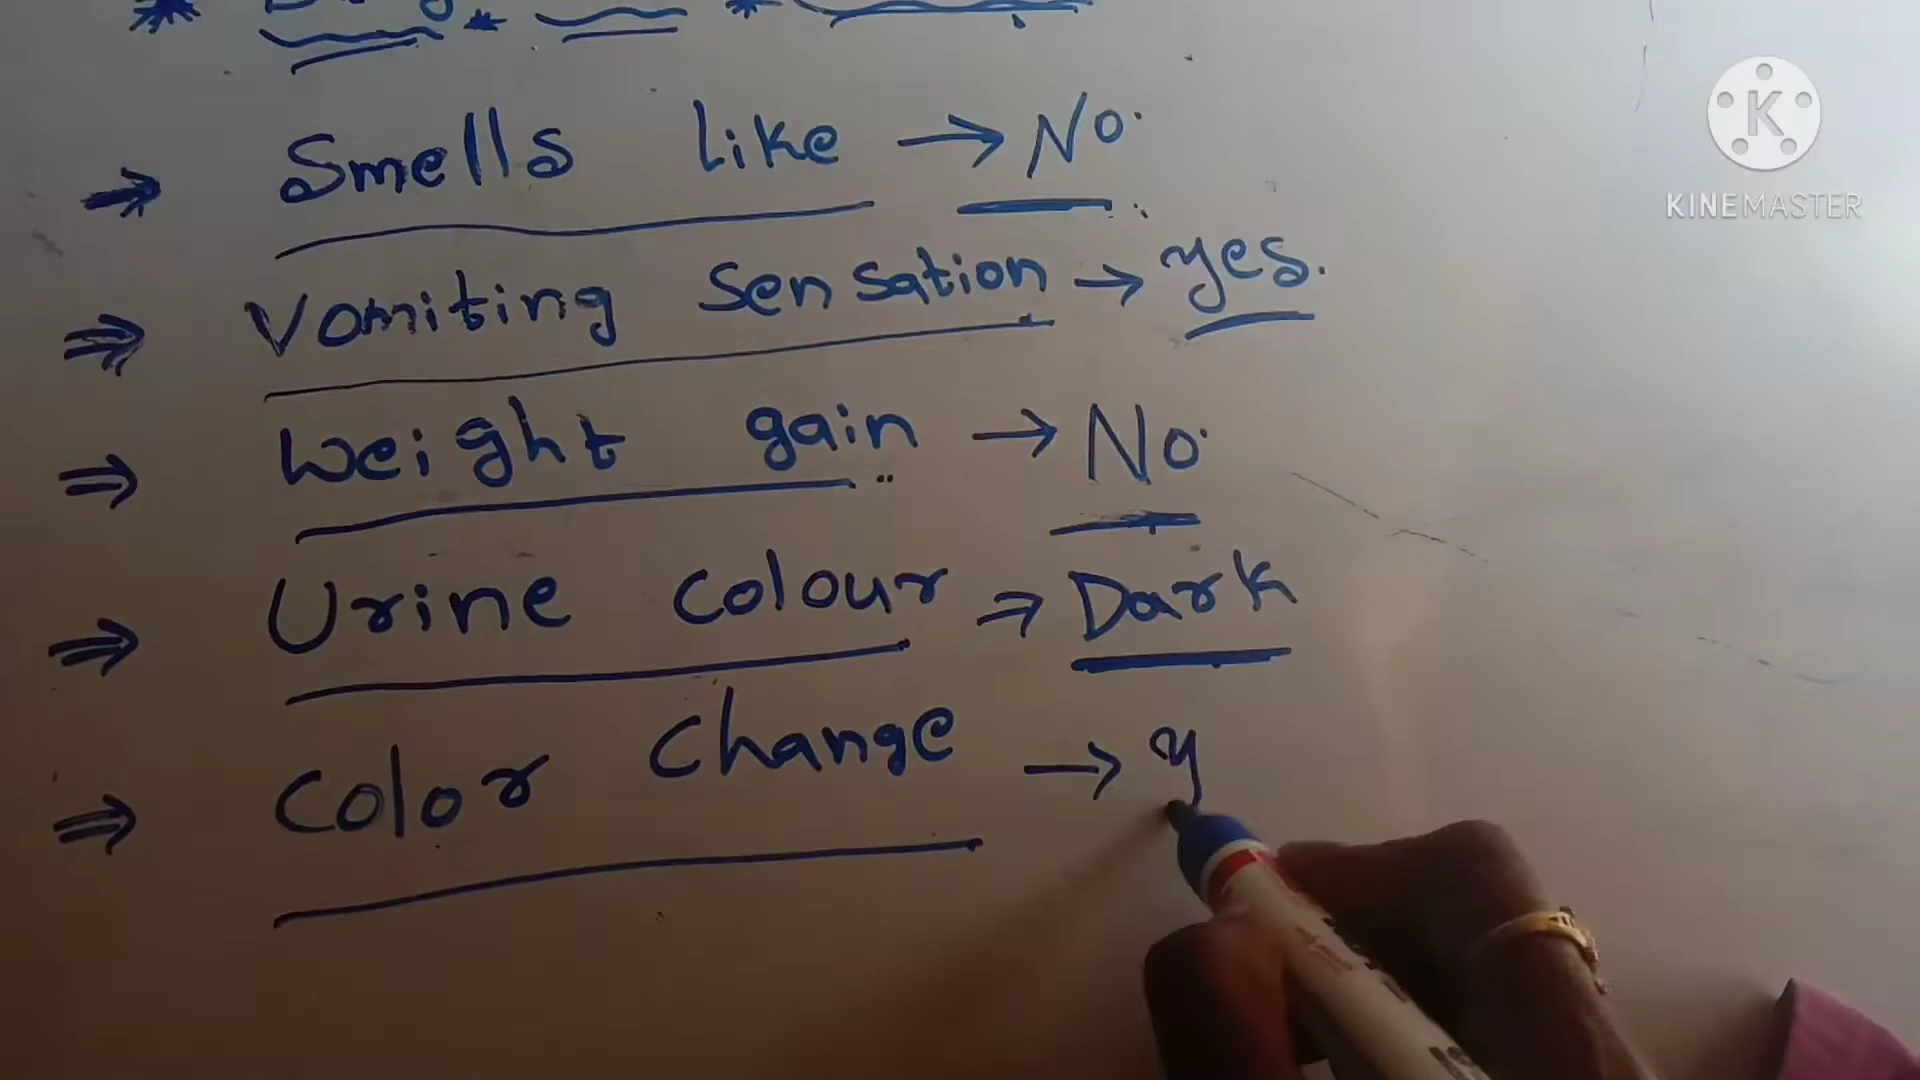 Smells like → No.
Vomiting Sensation → yes.
Weight gain → No.
Urine colour → Dark
Color change → y
K
KINEMASTER